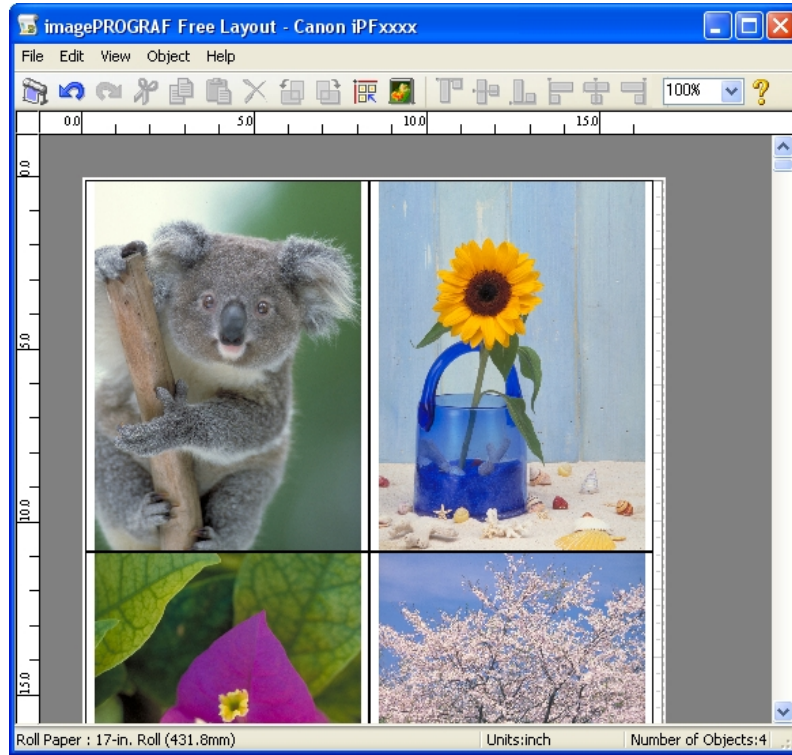 imagePROGRAF Free Layout - Canon iPFxxxx
File Edit View Object Help
100%
0.0 5.0 10.0 15.0
0.0
5.0
10.0
15.0
Roll Paper : 17-in. Roll (431.8mm) Units:inch Number of Objects:4